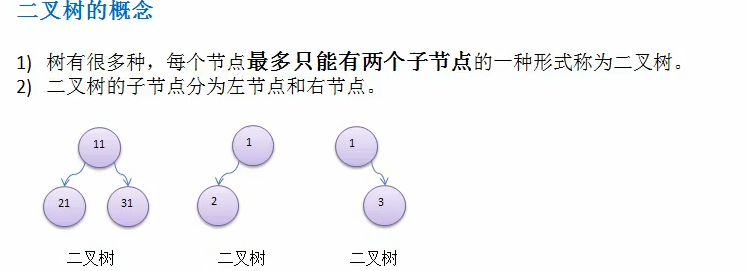 二叉树的概念
1) 树有很多种，每个节点最多只能有两个子节点的一种形式称为二叉树。
2) 二叉树的子节点分为左节点和右节点。
11 1 1
21 31 2 3
二叉树 二叉树 二叉树